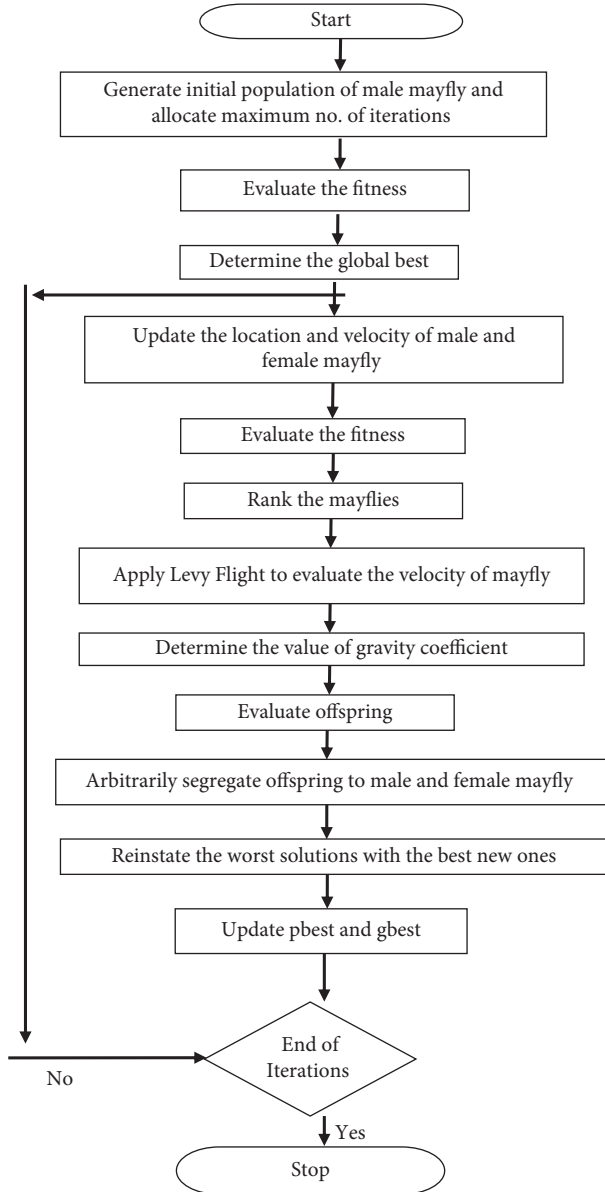 Start
Generate initial population of male mayfly and
allocate maximum no. of iterations
Evaluate the fitness
Determine the global best
Update the location and velocity of male and
female mayfly
Evaluate the fitness
Rank the mayflies
Apply Levy Flight to evaluate the velocity of mayfly
Determine the value of gravity coefficient
Evaluate offspring
Arbitrarily segregate offspring to male and female mayfly
Reinstate the worst solutions with the best new ones
Update pbest and gbest
End of
Iterations
No
Yes
Stop